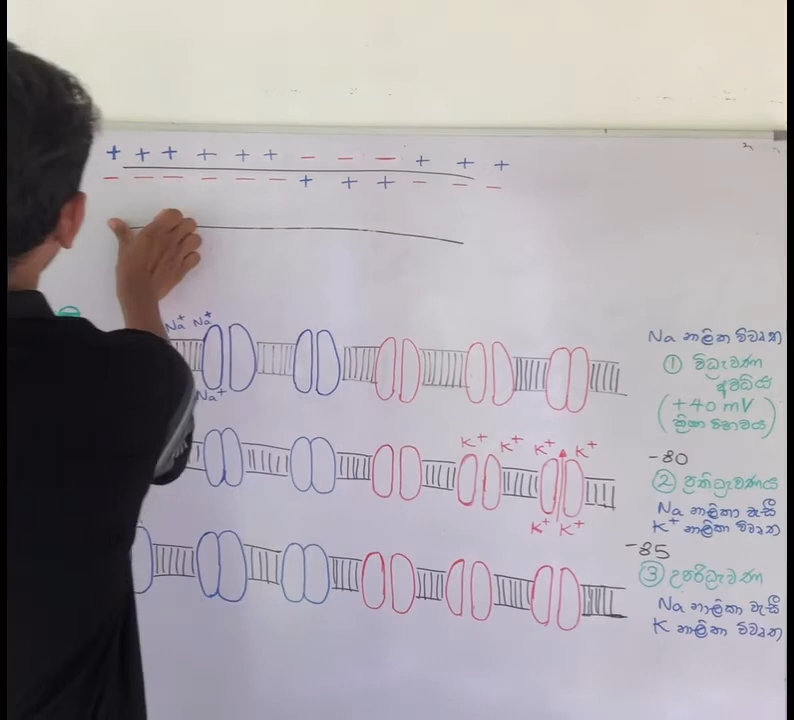 + + + + + + − − − + + +
− − − − − − + + + − − −
Na⁺ Na⁺
Na⁺
Na නාලිකා විවෘත
① විධ්‍රැවණ
අවධිය
(+40 mV
ක්‍රියා විභවය)
K⁺ K⁺ K⁺ K⁺
K⁺ K⁺
-80
② ප්‍රතිධ්‍රැවණය
Na නාලිකා වැසී
K⁺ නාලිකා විවෘත
-85
③ උපරිධ්‍රැවණ
Na නාලිකා වැසී
K නාලිකා විවෘත